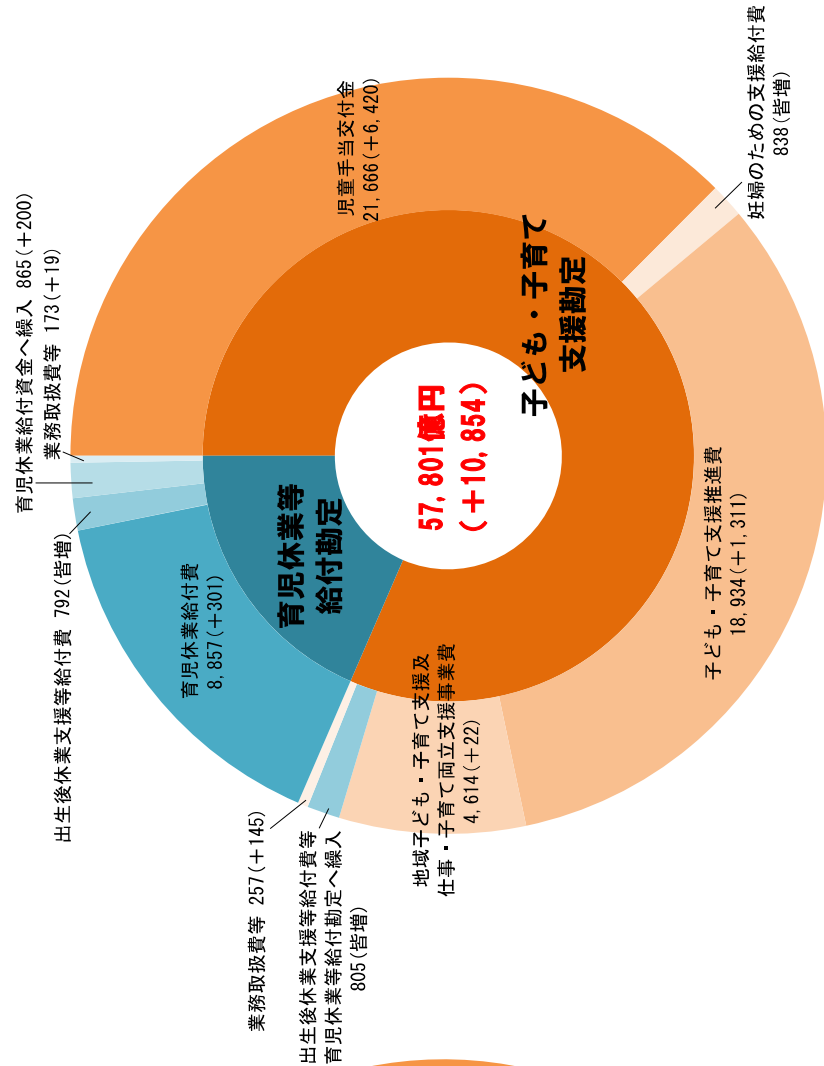 57,801億円
(＋10,854)
子ども・子育て
支援勘定
育児休業等
給付勘定
児童手当交付金
21,666(＋6,420)
妊婦のための支援給付費
838(皆増)
子ども・子育て支援推進費
18,934(＋1,311)
地域子ども・子育て支援及
仕事・子育て両立支援事業費
4,614(＋22)
出生後休業支援等給付費等
育児休業等給付勘定へ繰入
805(皆増)
業務取扱費等 257(＋145)
育児休業給付費
8,857(＋301)
出生後休業支援等給付費 792(皆増)
育児休業給付資金へ繰入 865(＋200)
業務取扱費等 173(＋19)